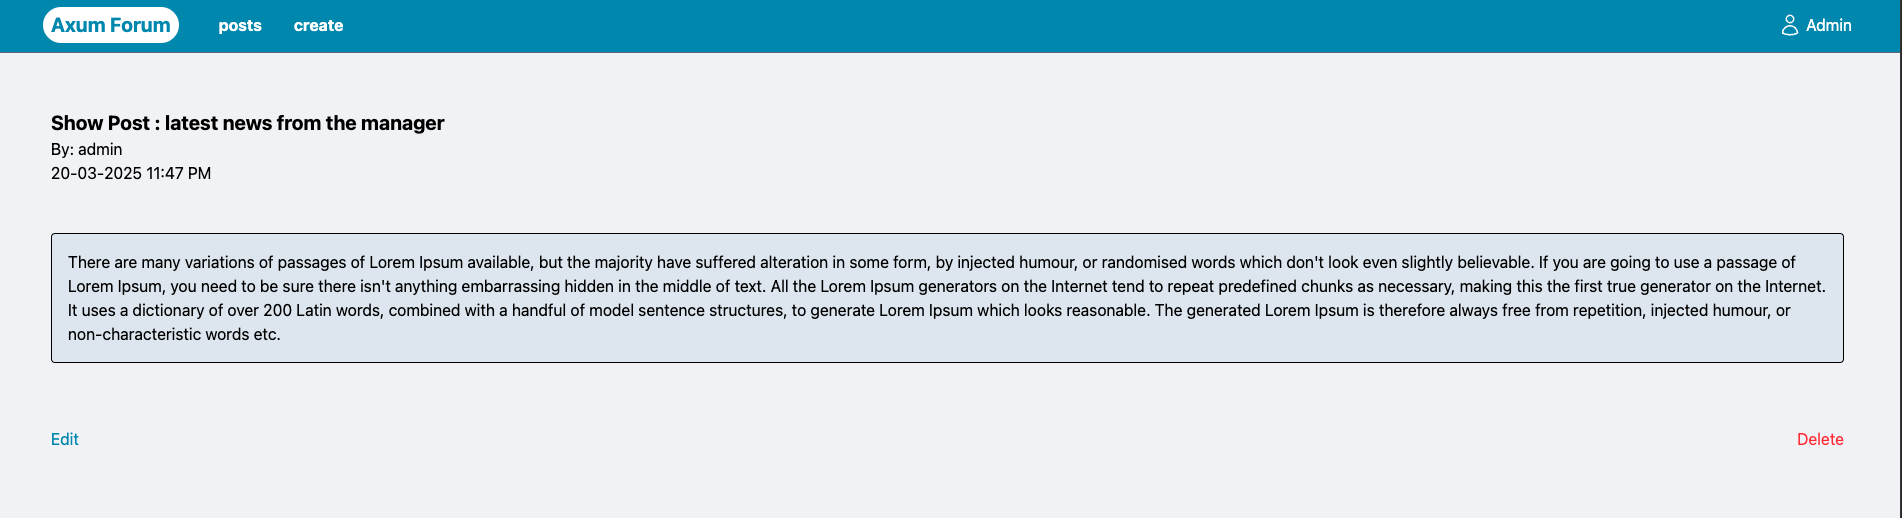 Axum Forum
posts
create
Admin
Show Post : latest news from the manager
By: admin
20-03-2025 11:47 PM
There are many variations of passages of Lorem Ipsum available, but the majority have suffered alteration in some form, by injected humour, or randomised words which don't look even slightly believable. If you are going to use a passage of
Lorem Ipsum, you need to be sure there isn't anything embarrassing hidden in the middle of text. All the Lorem Ipsum generators on the Internet tend to repeat predefined chunks as necessary, making this the first true generator on the Internet.
It uses a dictionary of over 200 Latin words, combined with a handful of model sentence structures, to generate Lorem Ipsum which looks reasonable. The generated Lorem Ipsum is therefore always free from repetition, injected humour, or
non-characteristic words etc.
Edit
Delete